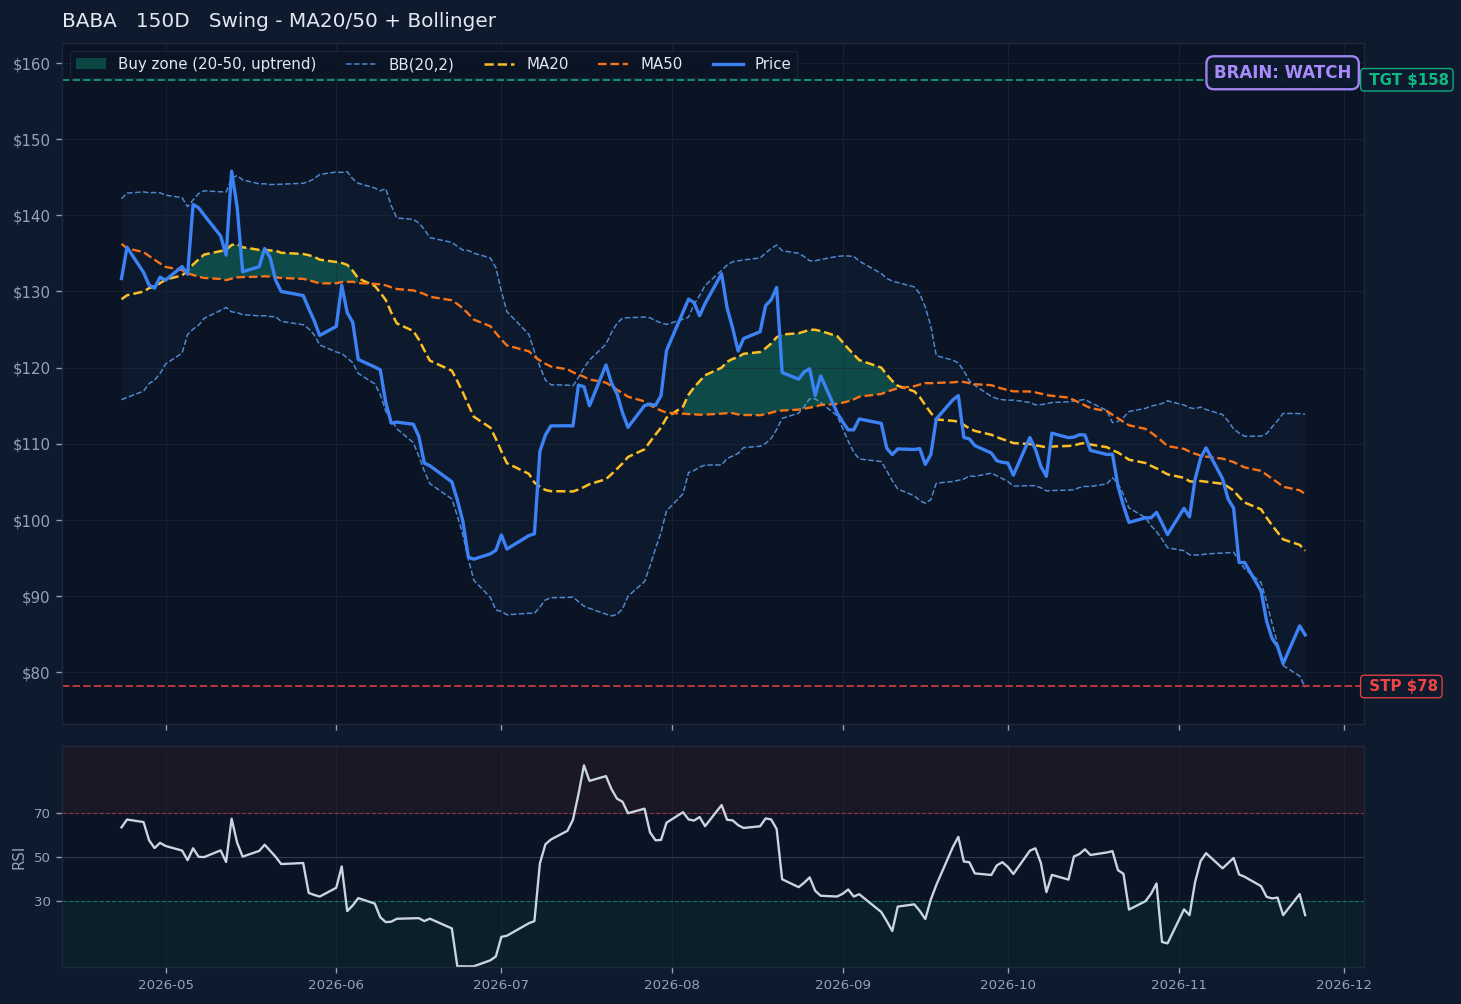 BABA 150D Swing - MA20/50 + Bollinger
Buy zone (20-50, uptrend) BB(20,2) MA20 MA50 Price
BRAIN: WATCH
TGT $158
$160
$150
$140
$130
$120
$110
$100
$90
$80
STP $78
RSI
70
50
30
2026-05 2026-06 2026-07 2026-08 2026-09 2026-10 2026-11 2026-12